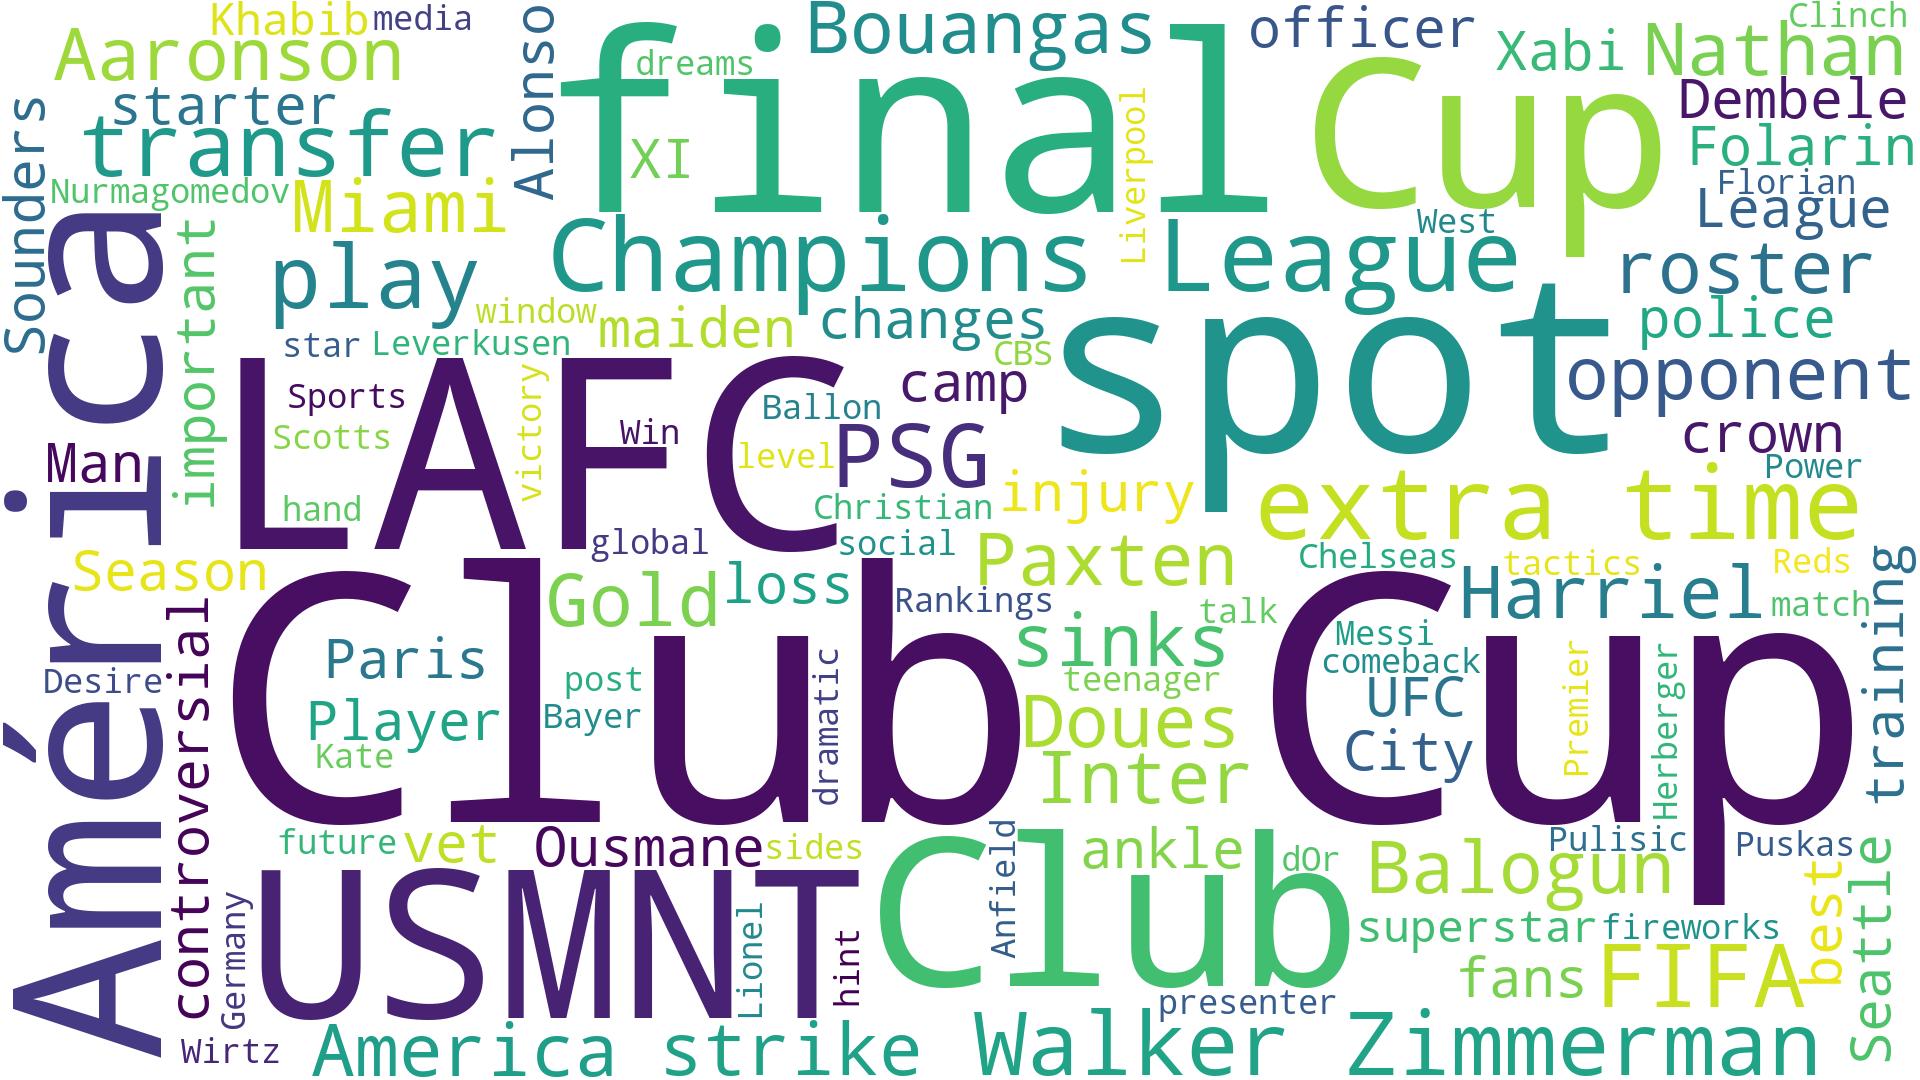 Khabib
media
Aaronson
Alonso
final
dreams
Bouangas
officer
Xabi
Nathan
Clinch
Cup
Dembele
Sounders
starter
transfer
XI
Liverpool
Folarin
Nurmagomedov
Miami
Florian
League
América
important
play
Champions League
West
roster
window
maiden
changes
spot
police
star
Leverkusen
CBS
opponent
LAFC
Sports
victory
camp
Man
Scotts
Win
Ballon
level
PSG
crown
Power
hand
Christian
injury
extra time
global
social
Season
Gold
loss
Paxten
Chelseas
tactics
Reds
Club Cup
Rankings
Harriel
match
training
controversial
sinks
talk
Messi
comeback
Paris
Desire
post
dramatic
teenager
UFC
Premier
Herberger
Player
Bayer
Doues
City
Kate
Inter
future
vet
Ousmane
sides
Anfield
ankle
dOr
Pulisic
Puskas
Balogun
Germany
USMNT
Lionel
hint
Club
superstar
fireworks
best
Seattle
fans
FIFA
presenter
Wirtz
America strike
Walker Zimmerman